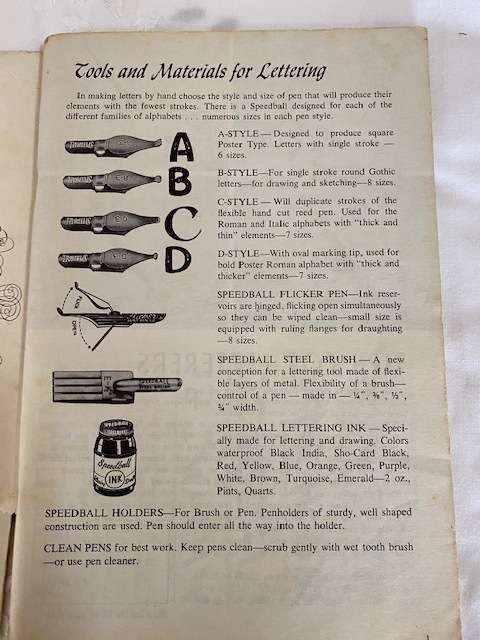 Tools and Materials for Lettering
In making letters by hand choose the style and size of pen that will produce their
elements with the fewest strokes. There is a Speedball designed for each of the
different families of alphabets . . . numerous sizes in each pen style.
A
A-STYLE — Designed to produce square
Poster Type. Letters with single stroke —
6 sizes.
B
B-STYLE—For single stroke round Gothic
letters—for drawing and sketching—8 sizes.
C
C-STYLE — Will duplicate strokes of the
flexible hand cut reed pen. Used for the
Roman and Italic alphabets with "thick and
thin" elements—7 sizes.
D
D-STYLE—With oval marking tip, used for
bold Poster Roman alphabet with "thick and
thicker" elements—7 sizes.
SPEEDBALL FLICKER PEN—Ink reser-
voirs are hinged, flicking open simultaneously
so they can be wiped clean—small size is
equipped with ruling flanges for draughting
—8 sizes.
SPEEDBALL STEEL BRUSH — A new
conception for a lettering tool made of flexi-
ble layers of metal. Flexibility of a brush—
control of a pen — made in — ¼", ⅜", ½",
¾" width.
Speedball
INK
SPEEDBALL LETTERING INK — Speci-
ally made for lettering and drawing. Colors
waterproof Black India, Sho-Card Black,
Red, Yellow, Blue, Orange, Green, Purple,
White, Brown, Turquoise, Emerald—2 oz.,
Pints, Quarts.
SPEEDBALL HOLDERS—For Brush or Pen. Penholders of sturdy, well shaped
construction are used. Pen should enter all the way into the holder.
CLEAN PENS for best work. Keep pens clean—scrub gently with wet tooth brush
—or use pen cleaner.